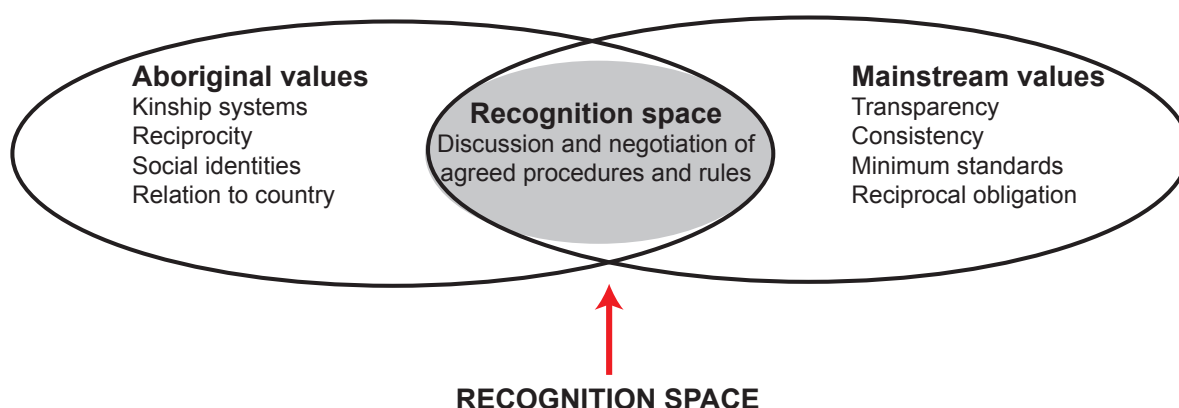 Aboriginal values
Kinship systems
Reciprocity
Social identities
Relation to country
Recognition space
Discussion and negotiation of
agreed procedures and rules
Mainstream values
Transparency
Consistency
Minimum standards
Reciprocal obligation
RECOGNITION SPACE